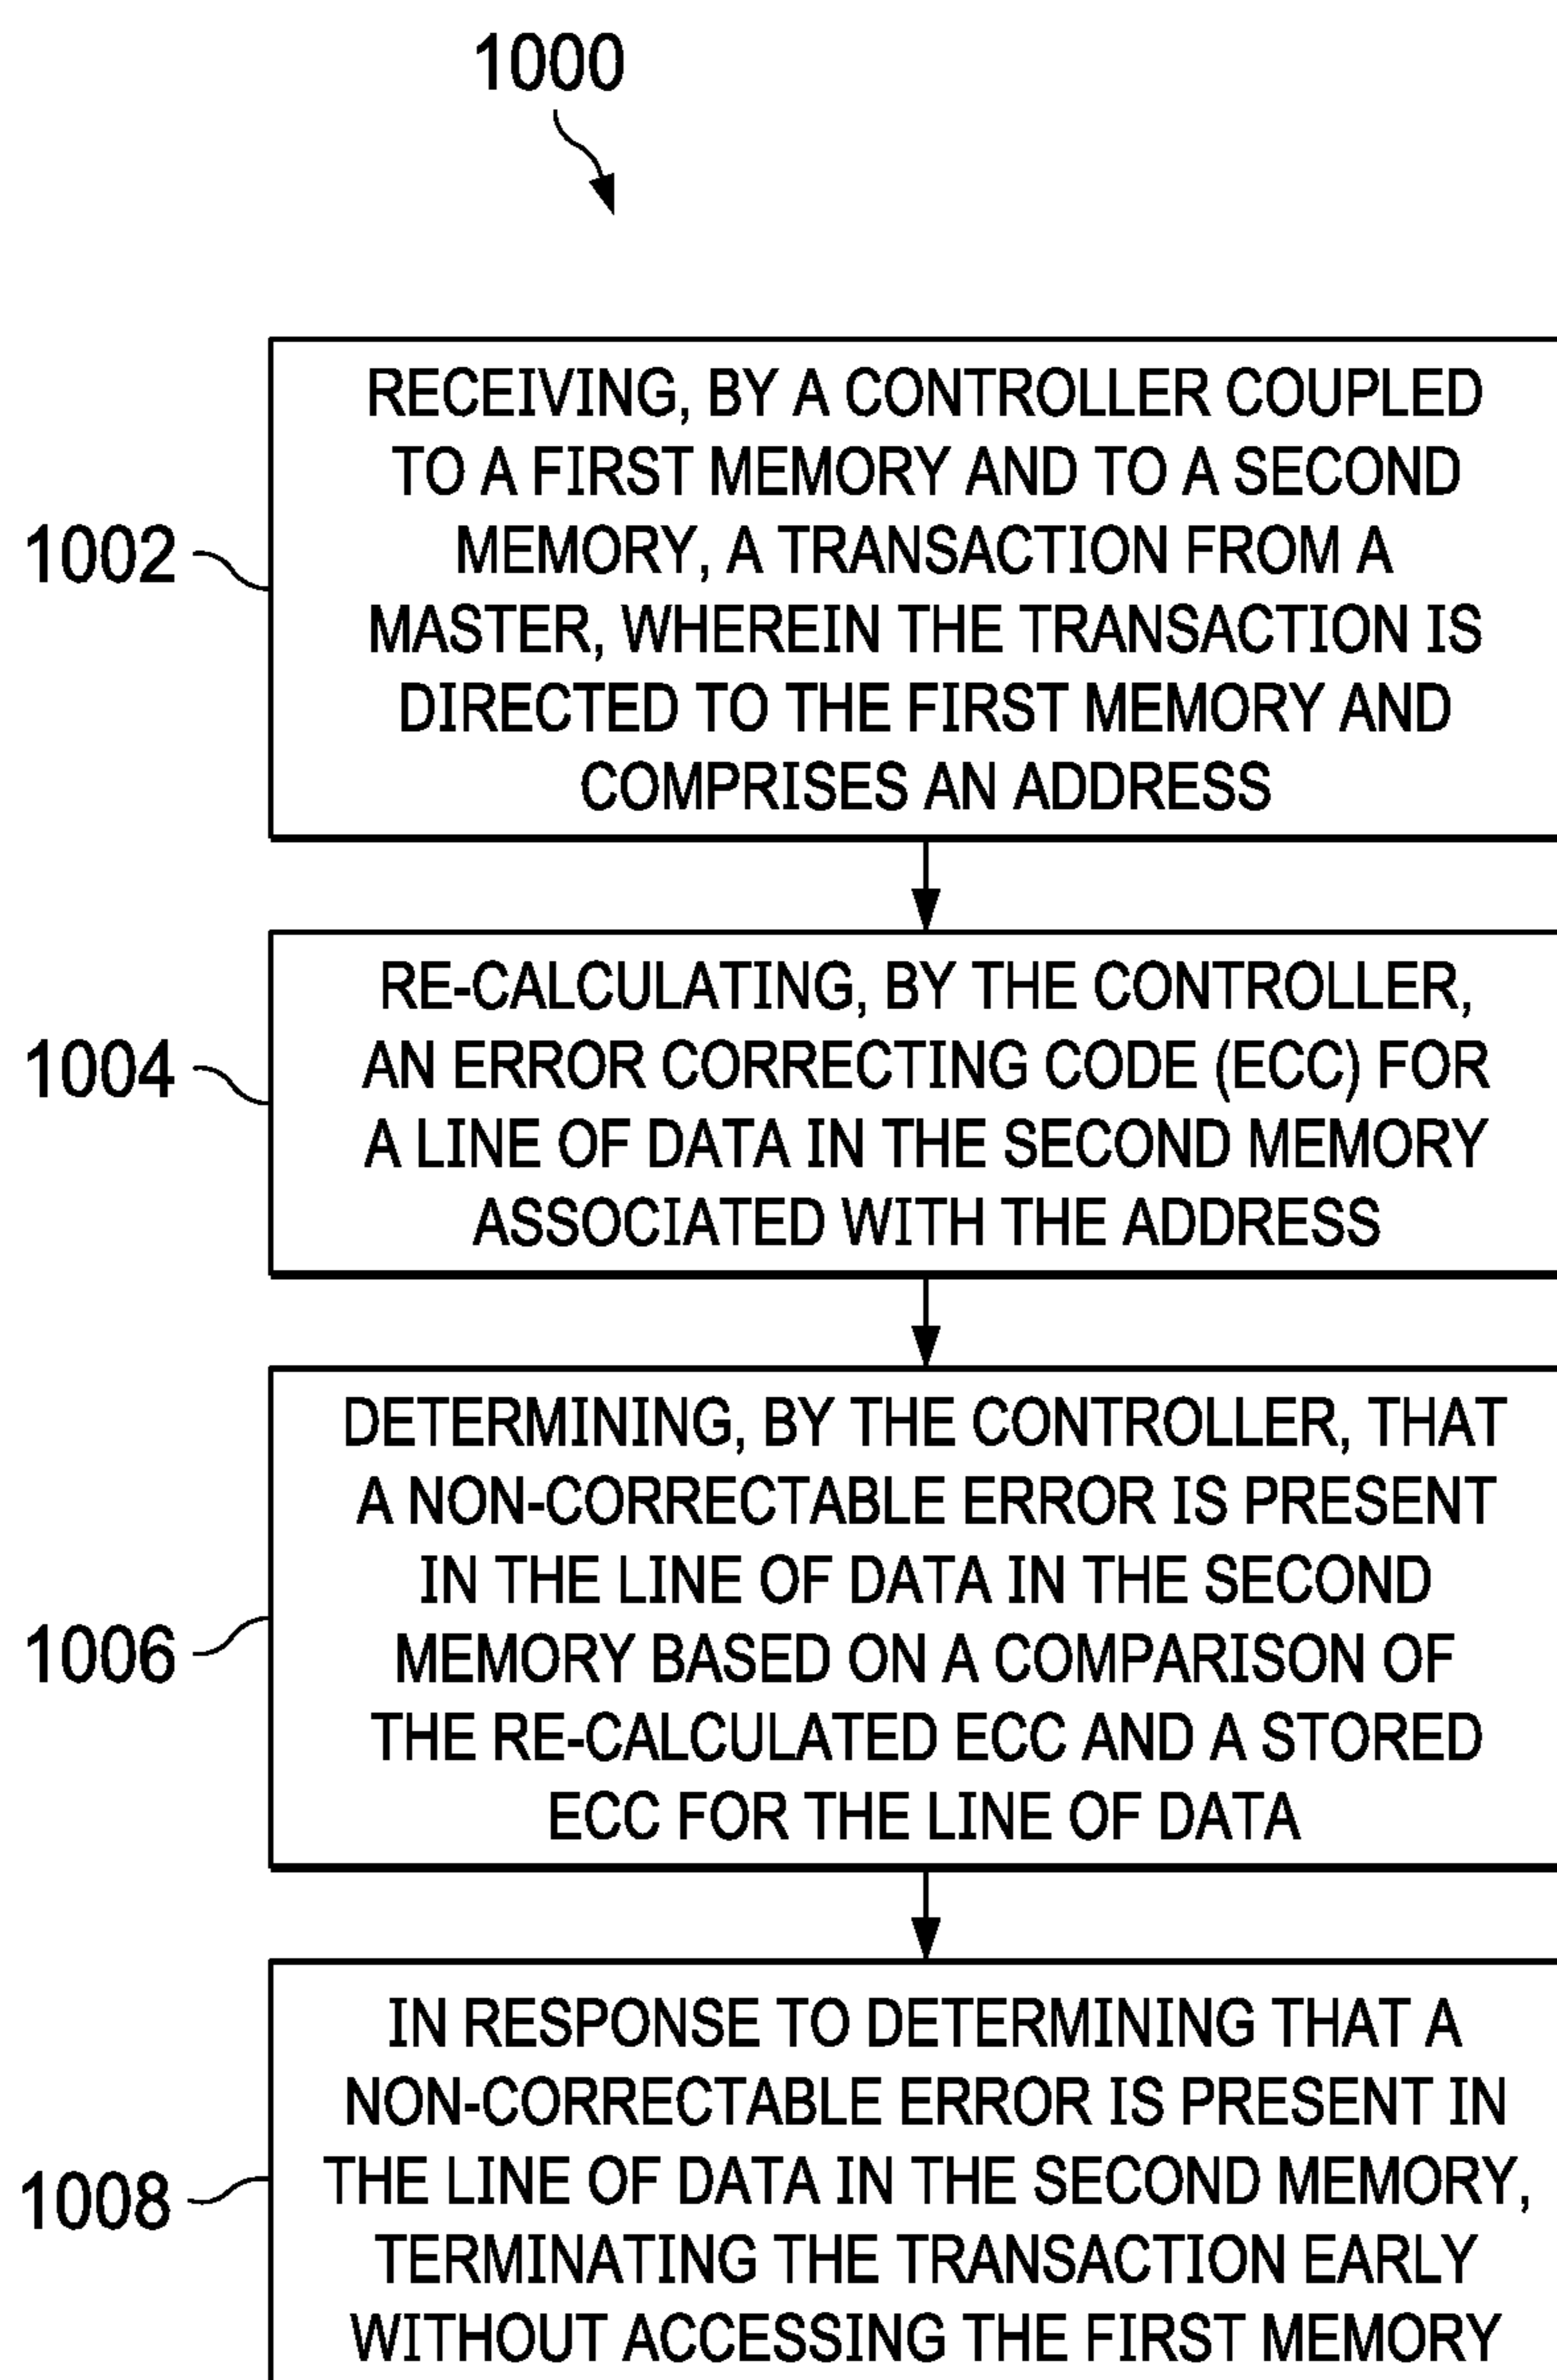 1000
RECEIVING, BY A CONTROLLER COUPLED
TO A FIRST MEMORY AND TO A SECOND
MEMORY, A TRANSACTION FROM A
MASTER, WHEREIN THE TRANSACTION IS
DIRECTED TO THE FIRST MEMORY AND
COMPRISES AN ADDRESS
1002
RE-CALCULATING, BY THE CONTROLLER,
AN ERROR CORRECTING CODE (ECC) FOR
A LINE OF DATA IN THE SECOND MEMORY
ASSOCIATED WITH THE ADDRESS
1004
DETERMINING, BY THE CONTROLLER, THAT
A NON-CORRECTABLE ERROR IS PRESENT
IN THE LINE OF DATA IN THE SECOND
MEMORY BASED ON A COMPARISON OF
THE RE-CALCULATED ECC AND A STORED
ECC FOR THE LINE OF DATA
1006
IN RESPONSE TO DETERMINING THAT A
NON-CORRECTABLE ERROR IS PRESENT IN
THE LINE OF DATA IN THE SECOND MEMORY,
TERMINATING THE TRANSACTION EARLY
WITHOUT ACCESSING THE FIRST MEMORY
1008